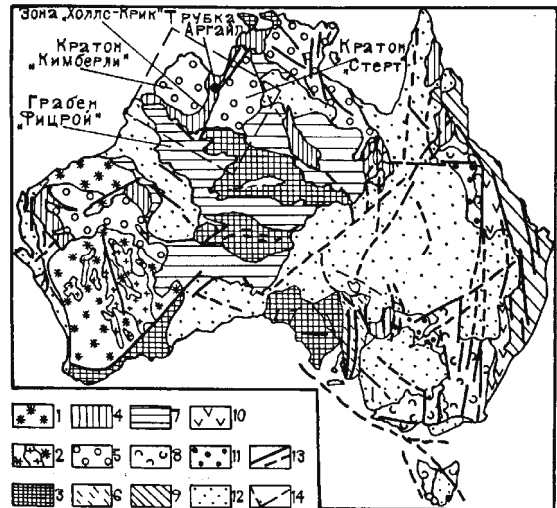 Зона „Холлс-Крик"
Трубка
Аргайл
Кратон
„Кимберли"
Кратон
„Стерт"
Грабен
„Фицрой"
1 4 7 10
2 5 8 11 13
3 6 9 12 14